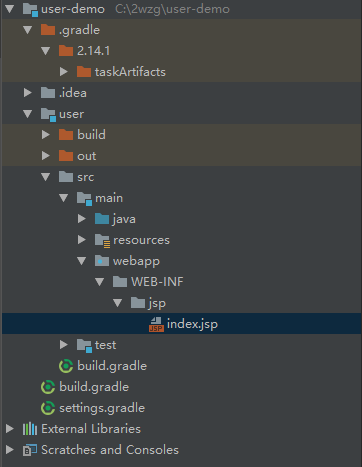 user-demo C:\2wzg\user-demo
.gradle
2.14.1
taskArtifacts
.idea
user
build
out
src
main
java
resources
webapp
WEB-INF
jsp
JSP index.jsp
test
build.gradle
build.gradle
settings.gradle
External Libraries
Scratches and Consoles